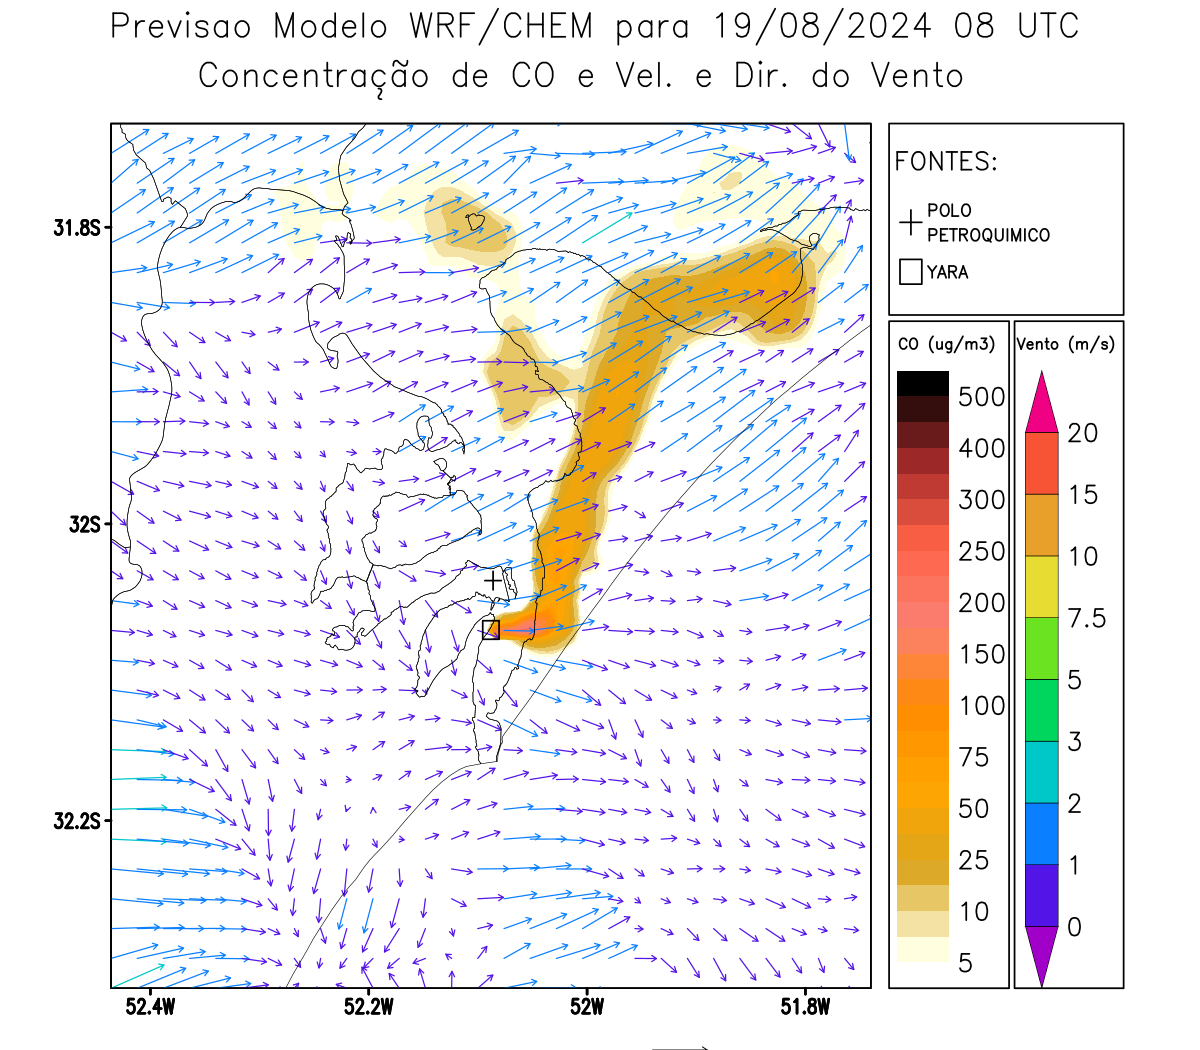 Previsao Modelo WRF/CHEM para 19/08/2024 08 UTC
Concentração de CO e Vel. e Dir. do Vento
FONTES:
POLO
PETROQUIMICO
YARA
CO (ug/m3)
500
400
300
250
200
150
100
75
50
25
10
5
Vento (m/s)
20
15
10
7.5
5
3
2
1
0
31.8S
32S
32.2S
52.4W
52.2W
52W
51.8W